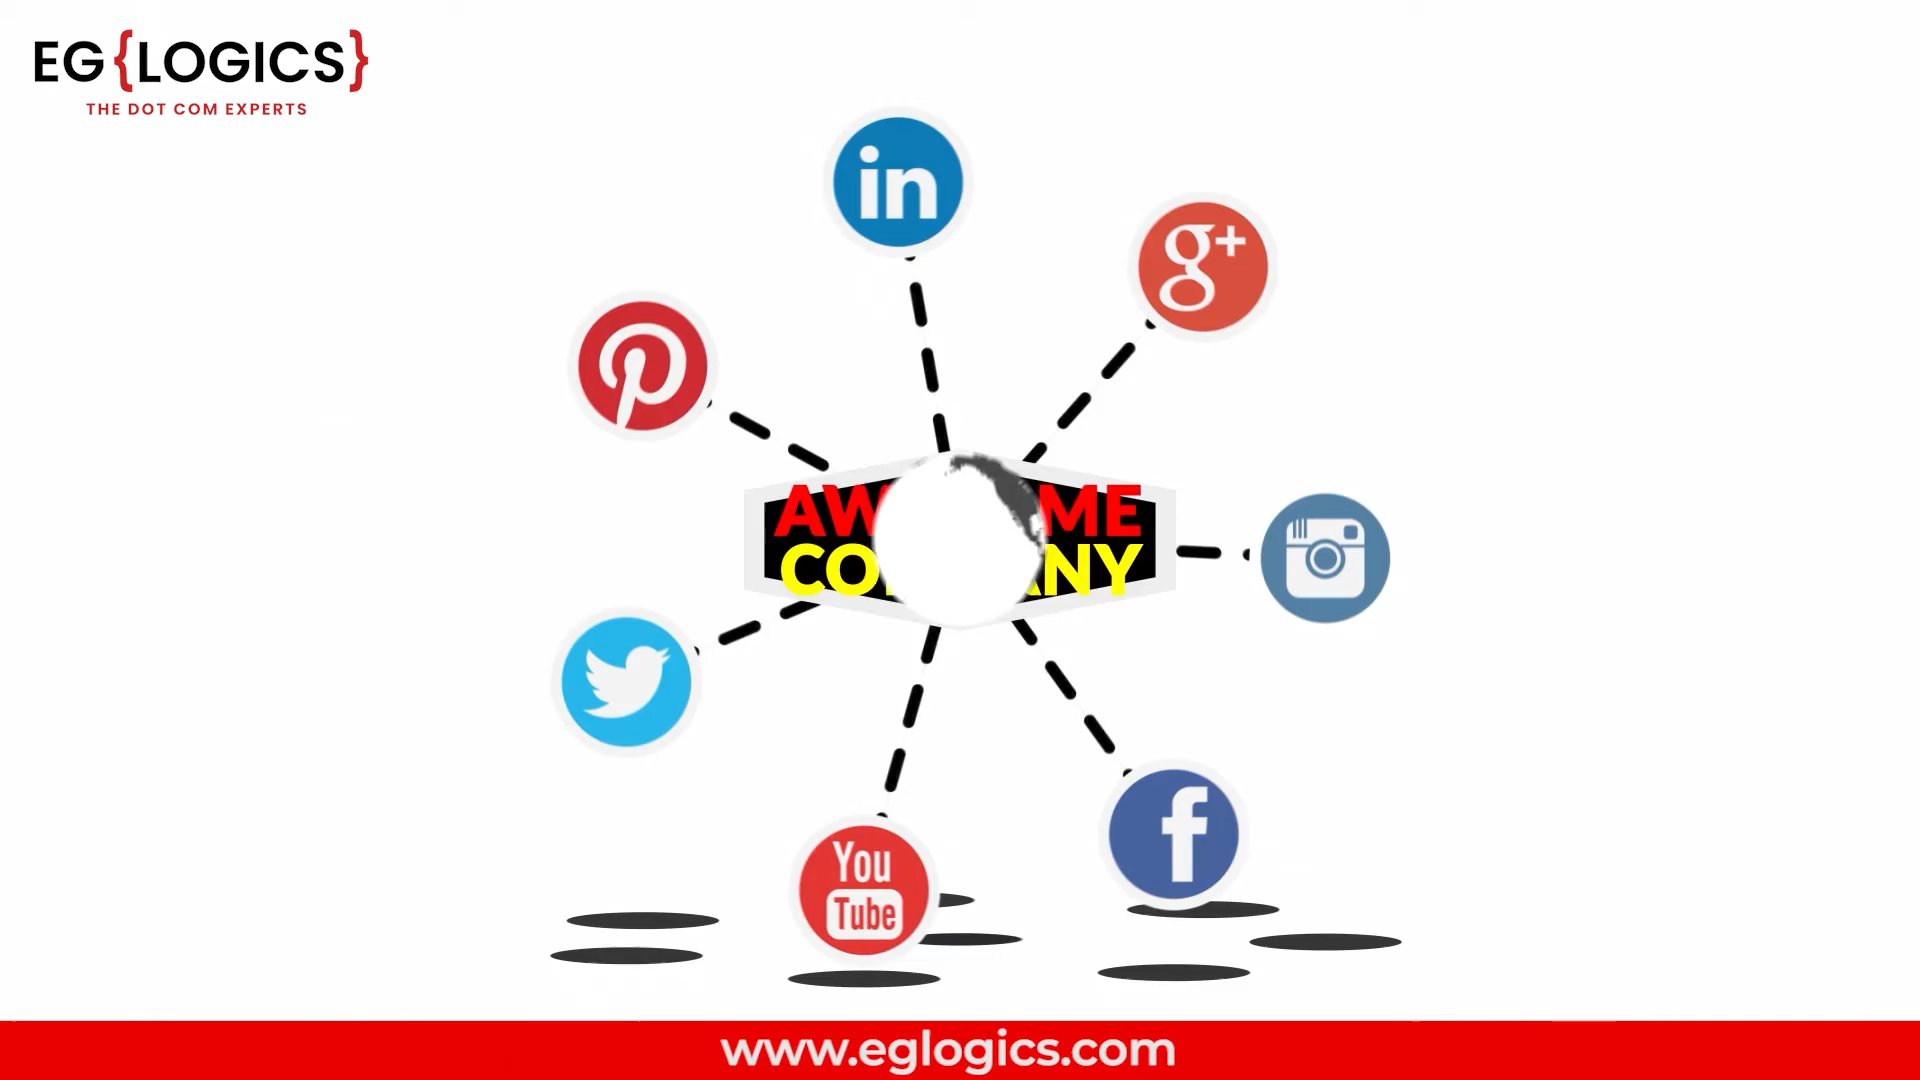 EG{LOGICS}
THE DOT COM EXPERTS
in
g+
You
Tube
f
www.eglogics.com